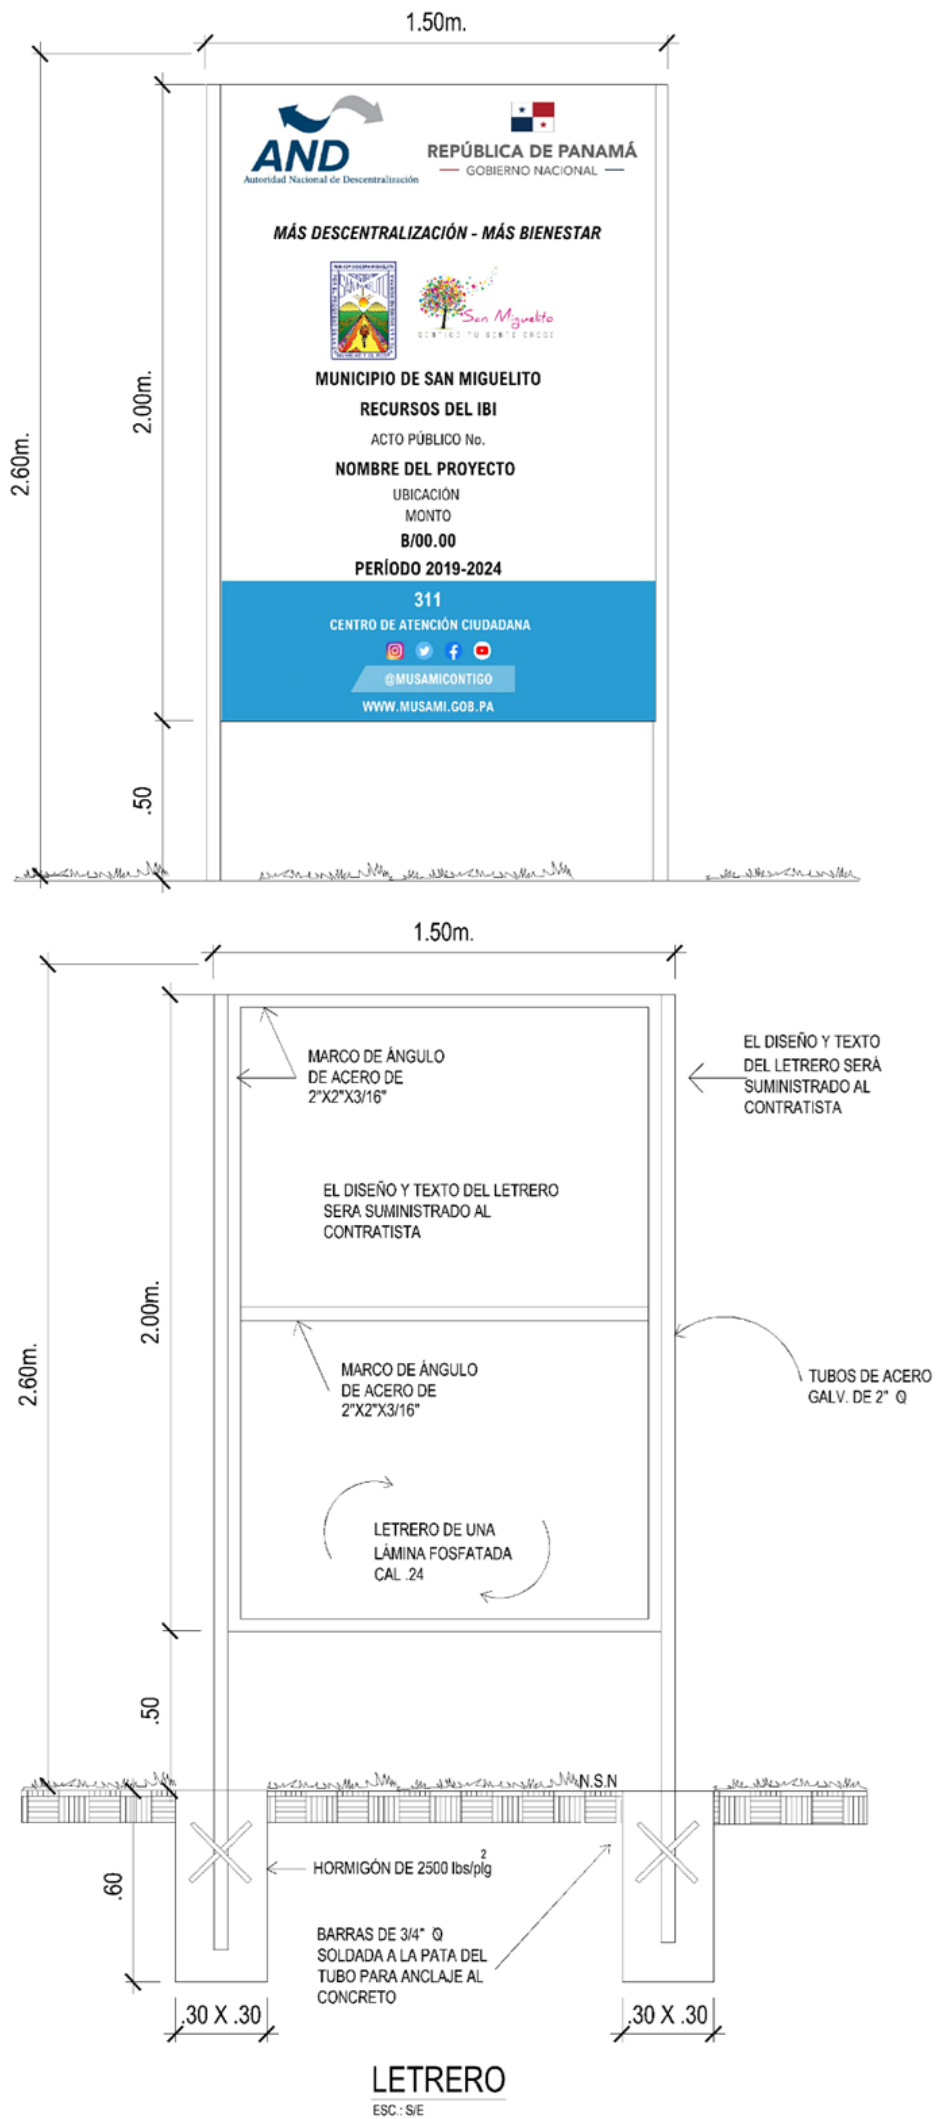 1.50m.
AND
Autoridad Nacional de Descentralización
REPÚBLICA DE PANAMÁ
GOBIERNO NACIONAL
MÁS DESCENTRALIZACIÓN - MÁS BIENESTAR
SAN MIGUELITO
San Miguelito
CONTIGO TU GENTE CRECE
MUNICIPIO DE SAN MIGUELITO
RECURSOS DEL IBI
ACTO PÚBLICO No.
NOMBRE DEL PROYECTO
UBICACIÓN
MONTO
B/00.00
PERÍODO 2019-2024
311
CENTRO DE ATENCIÓN CIUDADANA
@MUSAMICONTIGO
WWW.MUSAMI.GOB.PA
2.00m.
2.60m.
.50
1.50m.
MARCO DE ÁNGULO
DE ACERO DE
2"X2"X3/16"
EL DISEÑO Y TEXTO
DEL LETRERO SERÁ
SUMINISTRADO AL
CONTRATISTA
EL DISEÑO Y TEXTO DEL LETRERO
SERA SUMINISTRADO AL
CONTRATISTA
2.00m.
2.60m.
MARCO DE ÁNGULO
DE ACERO DE
2"X2"X3/16"
TUBOS DE ACERO
GALV. DE 2" Ø
LETRERO DE UNA
LÁMINA FOSFATADA
CAL .24
.50
N.S.N
.60
HORMIGÓN DE 2500 lbs/plg²
BARRAS DE 3/4" Ø
SOLDADA A LA PATA DEL
TUBO PARA ANCLAJE AL
CONCRETO
.30 X .30
.30 X .30
LETRERO
ESC.: S/E